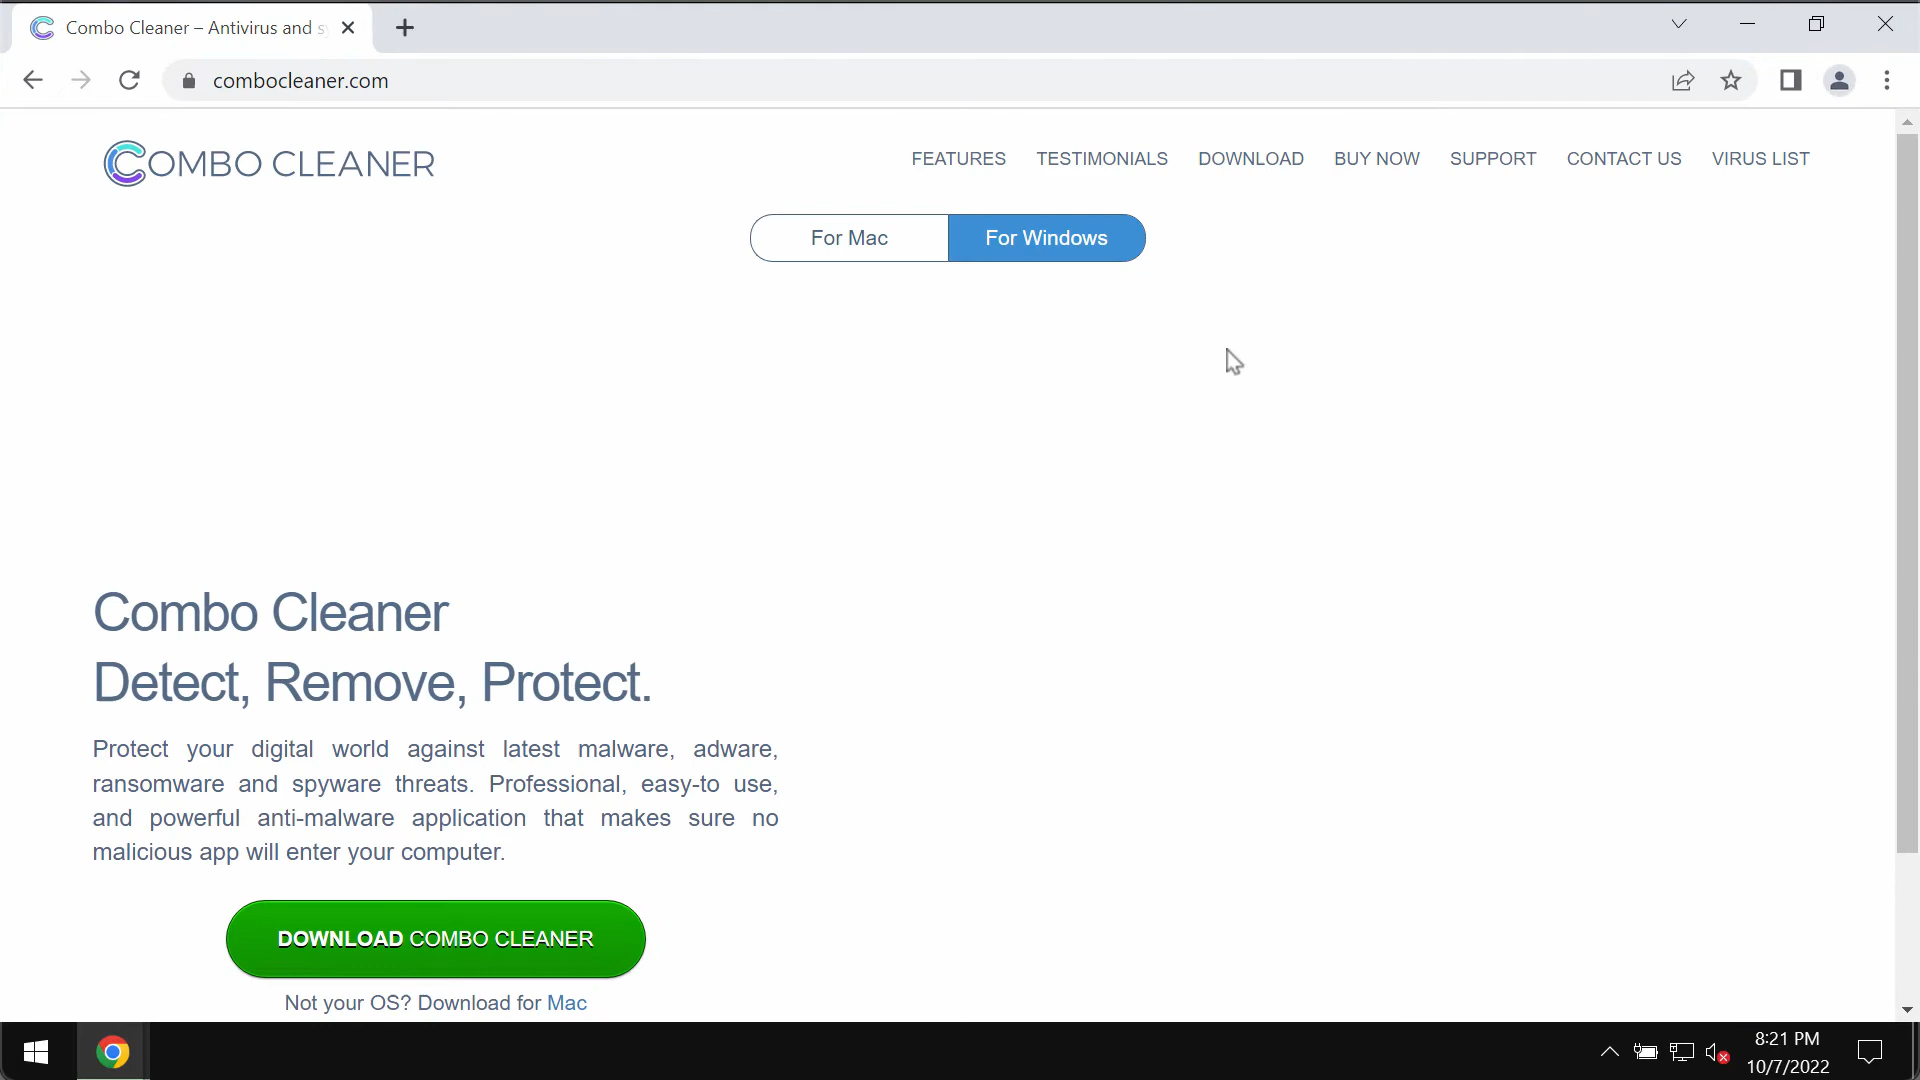 Combo Cleaner – Antivirus and
combocleaner.com
COMBO CLEANER
FEATURES TESTIMONIALS DOWNLOAD BUY NOW SUPPORT CONTACT US VIRUS LIST
For Mac For Windows
Combo Cleaner
Detect, Remove, Protect.
Protect your digital world against latest malware, adware,
ransomware and spyware threats. Professional, easy-to use,
and powerful anti-malware application that makes sure no
malicious app will enter your computer.
DOWNLOAD COMBO CLEANER
Not your OS? Download for Mac
8:21 PM
10/7/2022